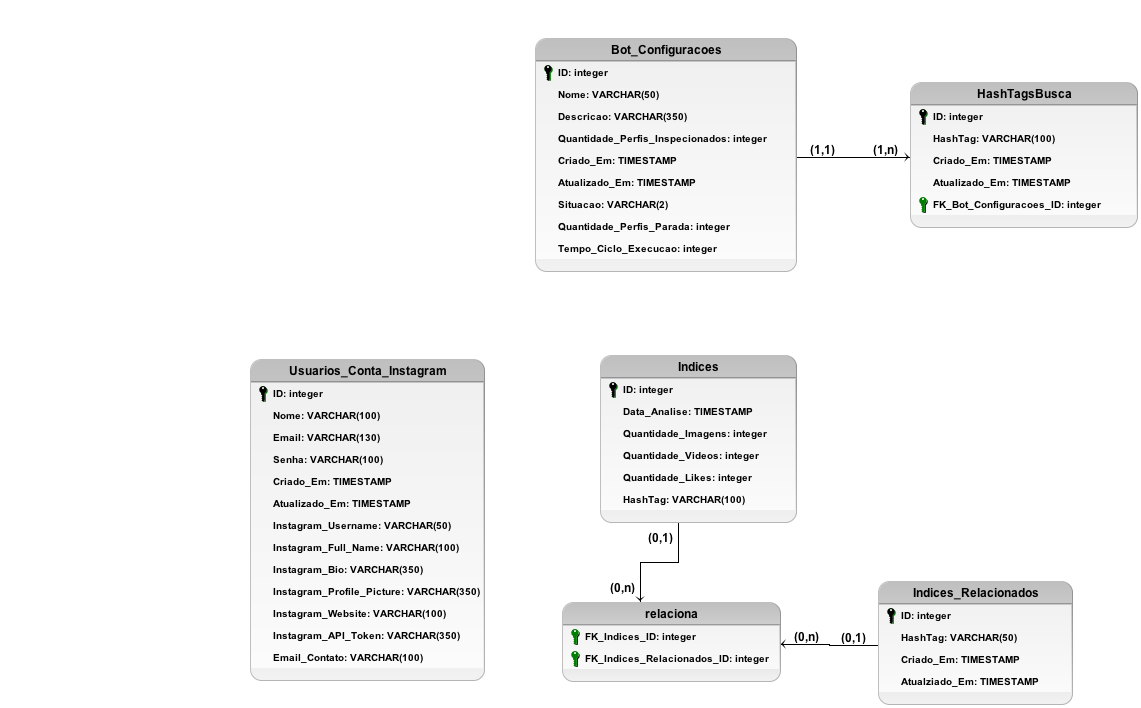 Bot_Configuracoes
ID: integer
Nome: VARCHAR(50)
Descricao: VARCHAR(350)
Quantidade_Perfis_Inspecionados: integer
Criado_Em: TIMESTAMP
Atualizado_Em: TIMESTAMP
Situacao: VARCHAR(2)
Quantidade_Perfis_Parada: integer
Tempo_Ciclo_Execucao: integer
(1,1)
(1,n)
HashTagsBusca
ID: integer
HashTag: VARCHAR(100)
Criado_Em: TIMESTAMP
Atualizado_Em: TIMESTAMP
FK_Bot_Configuracoes_ID: integer
Usuarios_Conta_Instagram
ID: integer
Nome: VARCHAR(100)
Email: VARCHAR(130)
Senha: VARCHAR(100)
Criado_Em: TIMESTAMP
Atualizado_Em: TIMESTAMP
Instagram_Username: VARCHAR(50)
Instagram_Full_Name: VARCHAR(100)
Instagram_Bio: VARCHAR(350)
Instagram_Profile_Picture: VARCHAR(350)
Instagram_Website: VARCHAR(100)
Instagram_API_Token: VARCHAR(350)
Email_Contato: VARCHAR(100)
Indices
ID: integer
Data_Analise: TIMESTAMP
Quantidade_Imagens: integer
Quantidade_Videos: integer
Quantidade_Likes: integer
HashTag: VARCHAR(100)
(0,1)
(0,n)
relaciona
FK_Indices_ID: integer
FK_Indices_Relacionados_ID: integer
(0,n)
(0,1)
Indices_Relacionados
ID: integer
HashTag: VARCHAR(50)
Criado_Em: TIMESTAMP
Atualziado_Em: TIMESTAMP